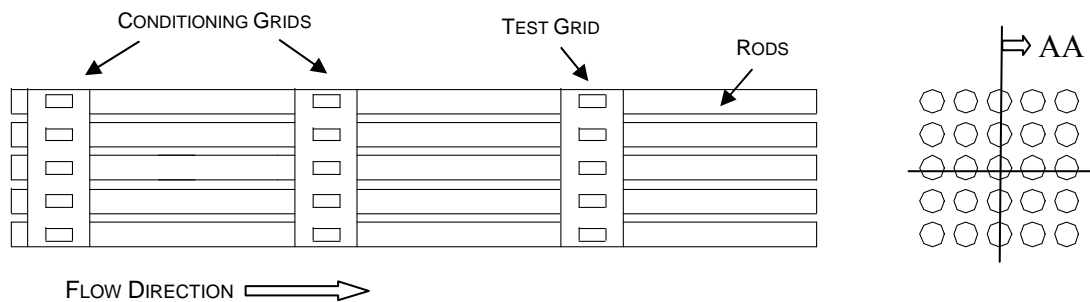 CONDITIONING GRIDS
TEST GRID
RODS
AA
FLOW DIRECTION